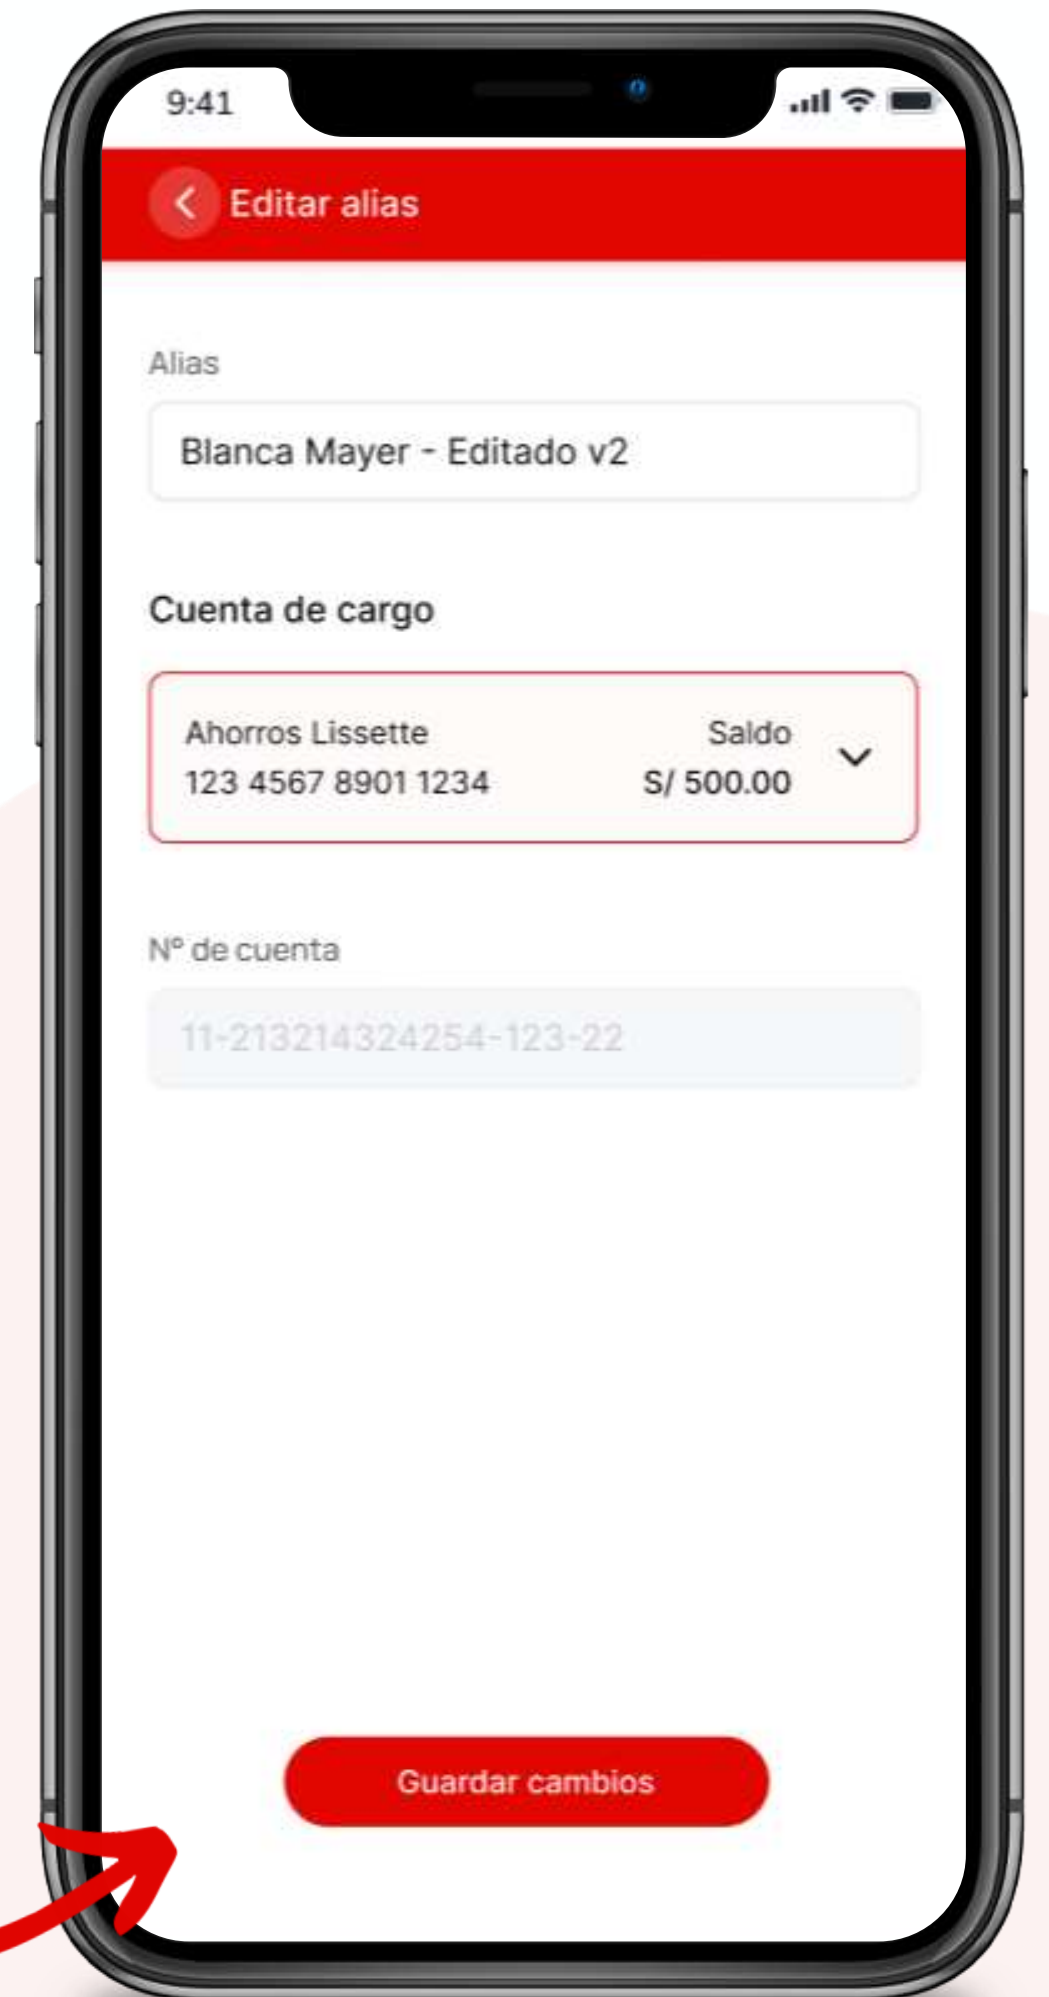 9:41
Editar alias
Alias
Blanca Mayer - Editado v2
Cuenta de cargo
Ahorros Lissette
Saldo
123 4567 8901 1234
S/ 500.00
N° de cuenta
11-213214324254-123-22
Guardar cambios